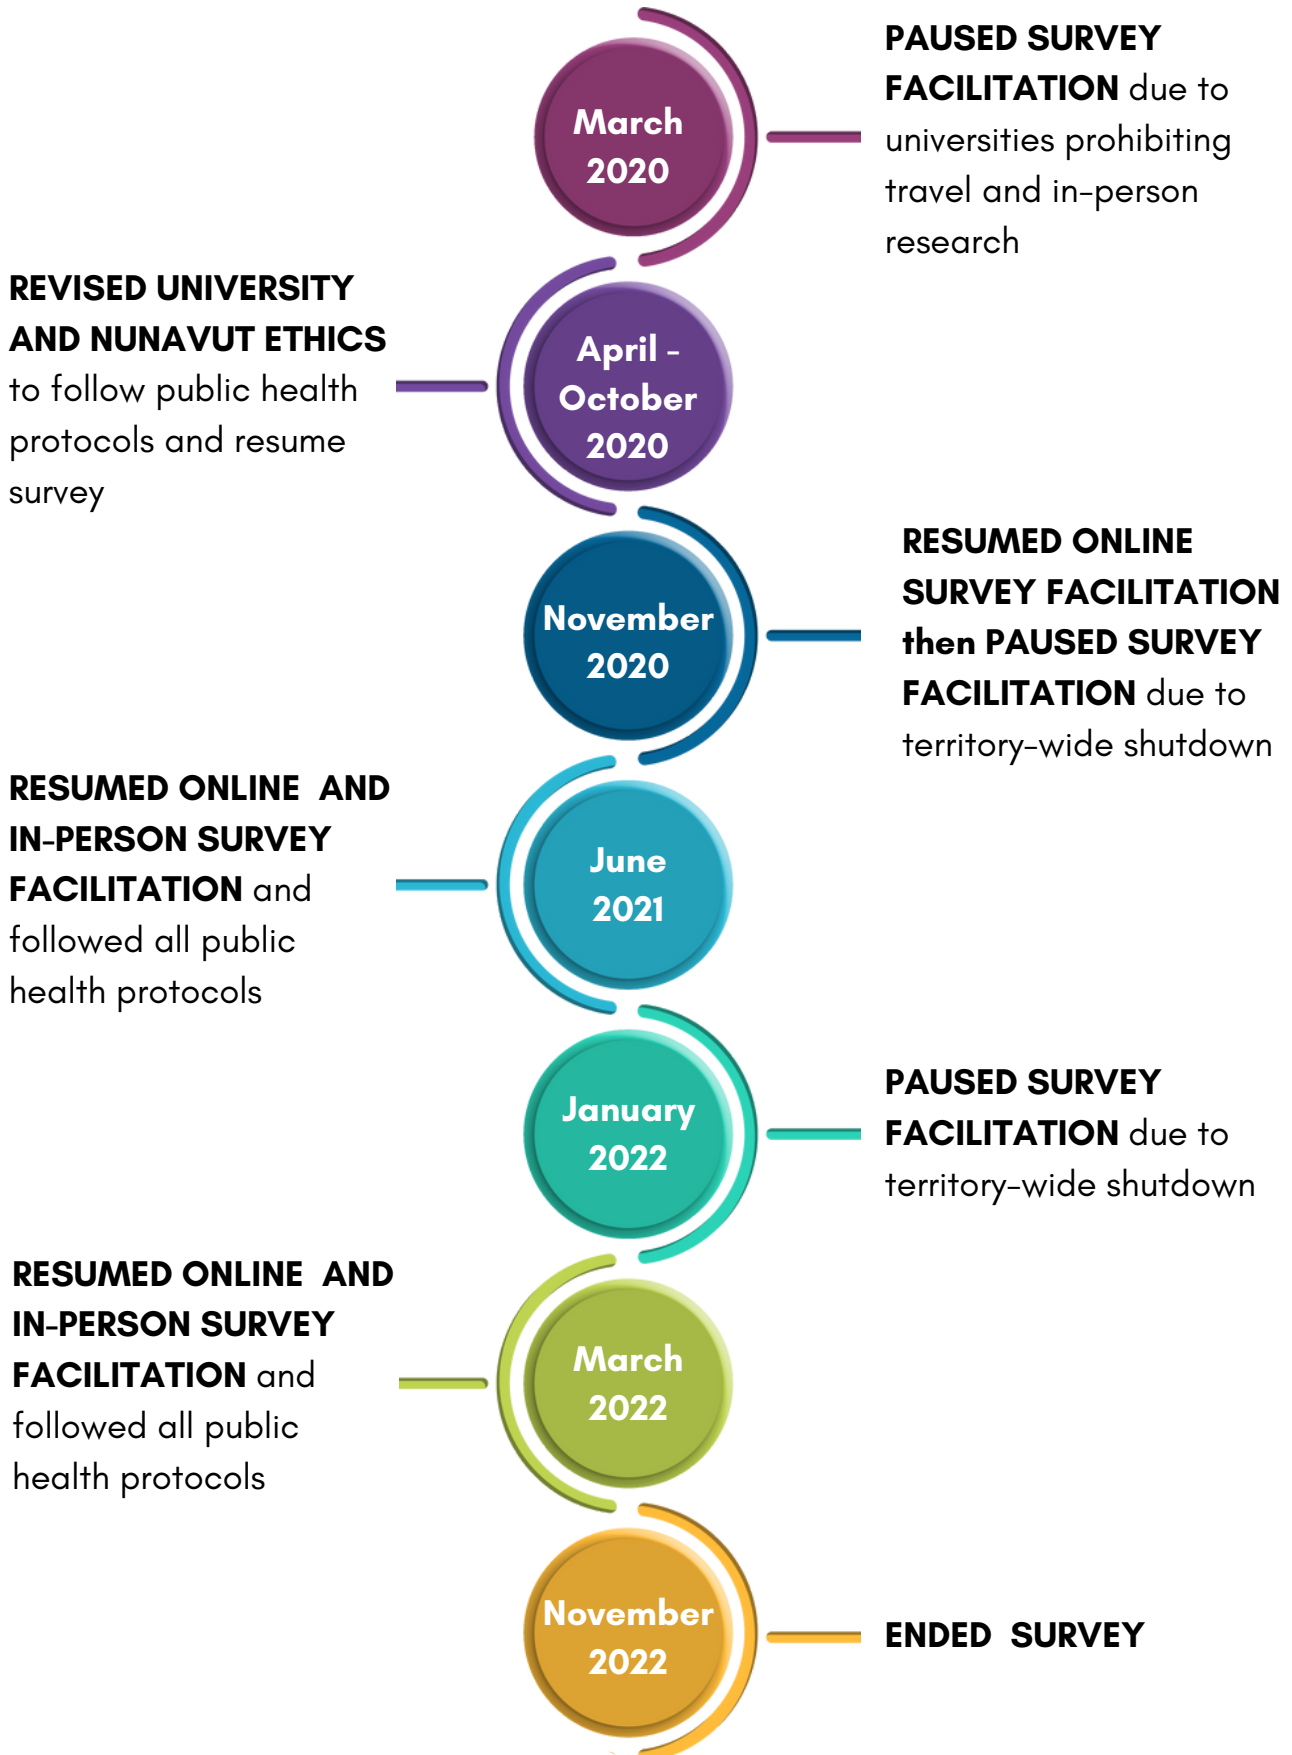 March
2020
PAUSED SURVEY
FACILITATION due to
universities prohibiting
travel and in-person
research
April -
October
2020
REVISED UNIVERSITY
AND NUNAVUT ETHICS
to follow public health
protocols and resume
survey
November
2020
RESUMED ONLINE
SURVEY FACILITATION
then PAUSED SURVEY
FACILITATION due to
territory-wide shutdown
June
2021
RESUMED ONLINE AND
IN-PERSON SURVEY
FACILITATION and
followed all public
health protocols
January
2022
PAUSED SURVEY
FACILITATION due to
territory-wide shutdown
March
2022
RESUMED ONLINE AND
IN-PERSON SURVEY
FACILITATION and
followed all public
health protocols
November
2022
ENDED SURVEY